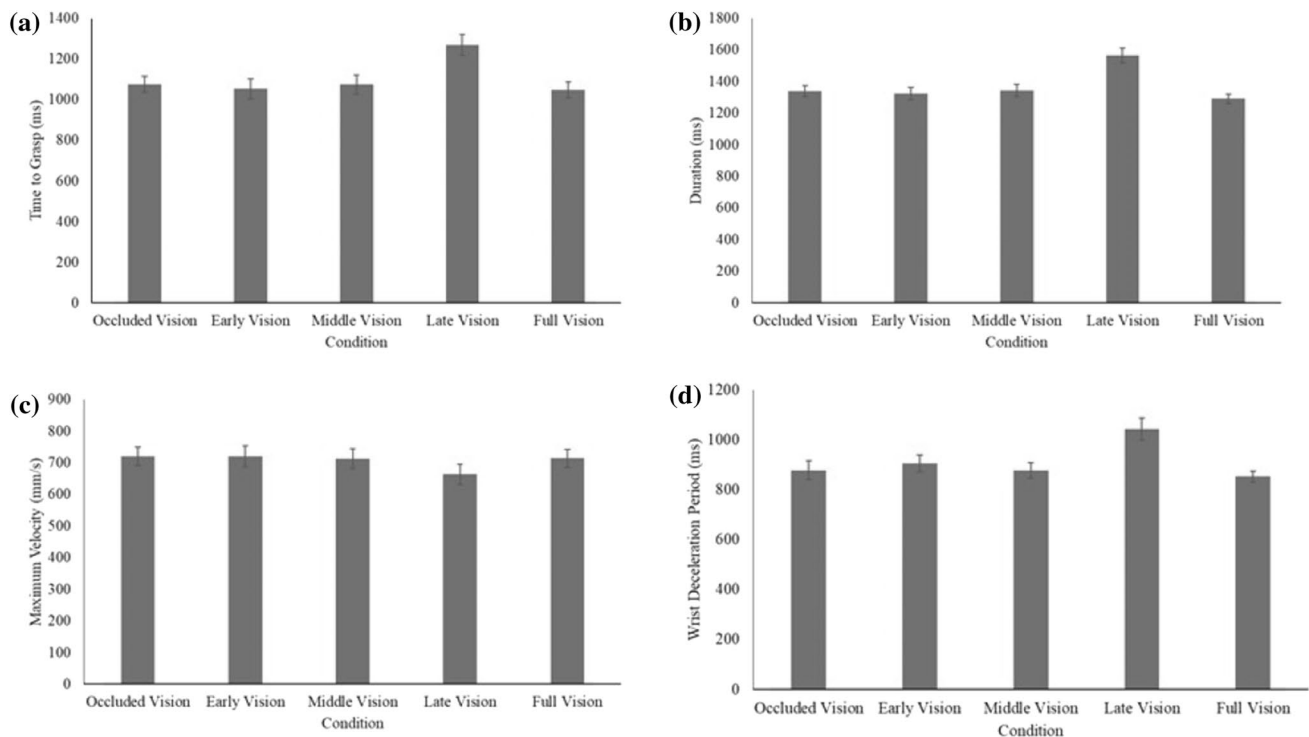 (a)
1400
1200
1000
800
600
400
200
0
Time to Grasp (ms)
Occluded Vision Early Vision Middle Vision Late Vision Full Vision
Condition
(b)
1800
1600
1400
1200
1000
800
600
400
200
0
Duration (ms)
Occluded Vision Early Vision Middle Vision Late Vision Full Vision
Condition
(c)
900
800
700
600
500
400
300
200
100
0
Maximum Velocity (mm/s)
Occluded Vision Early Vision Middle Vision Late Vision Full Vision
Condition
(d)
1200
1000
800
600
400
200
0
Wrist Deceleration Period (ms)
Occluded Vision Early Vision Middle Vision Late Vision Full Vision
Condition